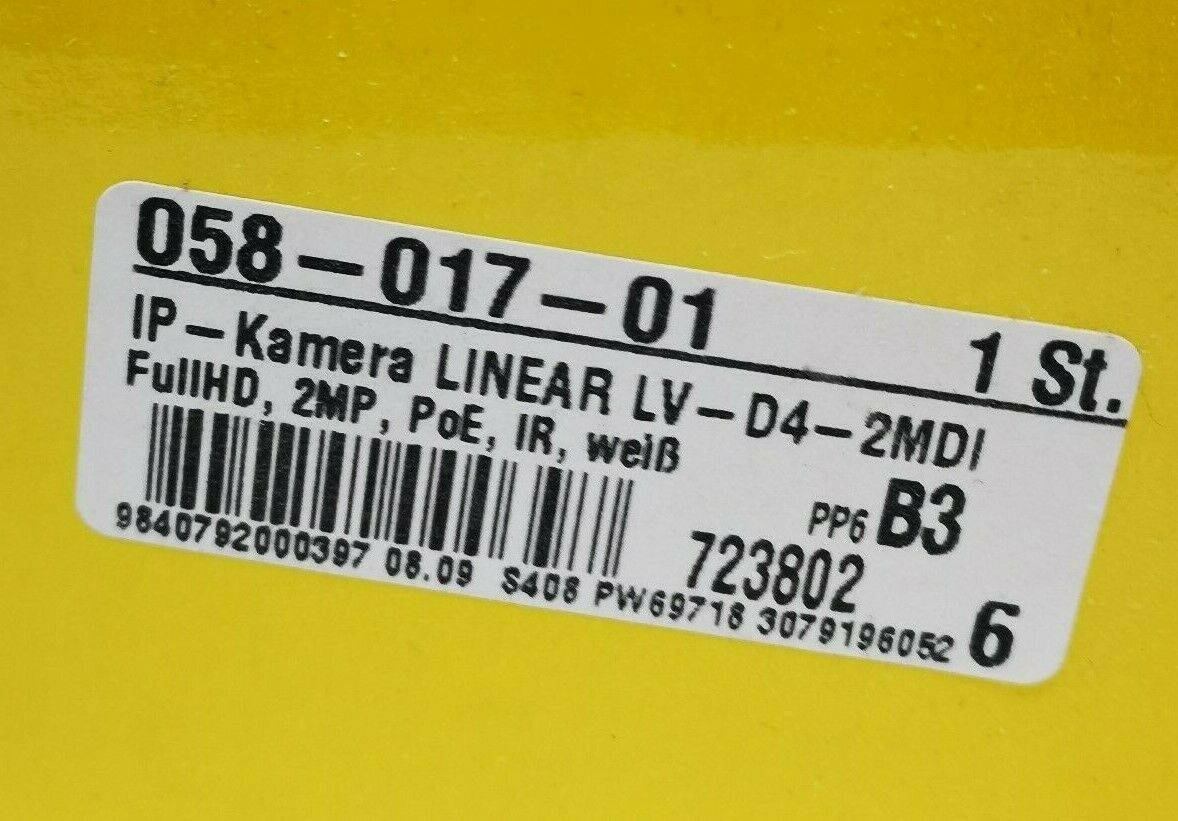 058-017-01 1 St.
IP-Kamera LINEAR LV-D4-2MDI
FullHD, 2MP, PoE, IR, weiß
PP6 B3
723802
9840792000397 08.09 S408 PW69718 3079196052 6